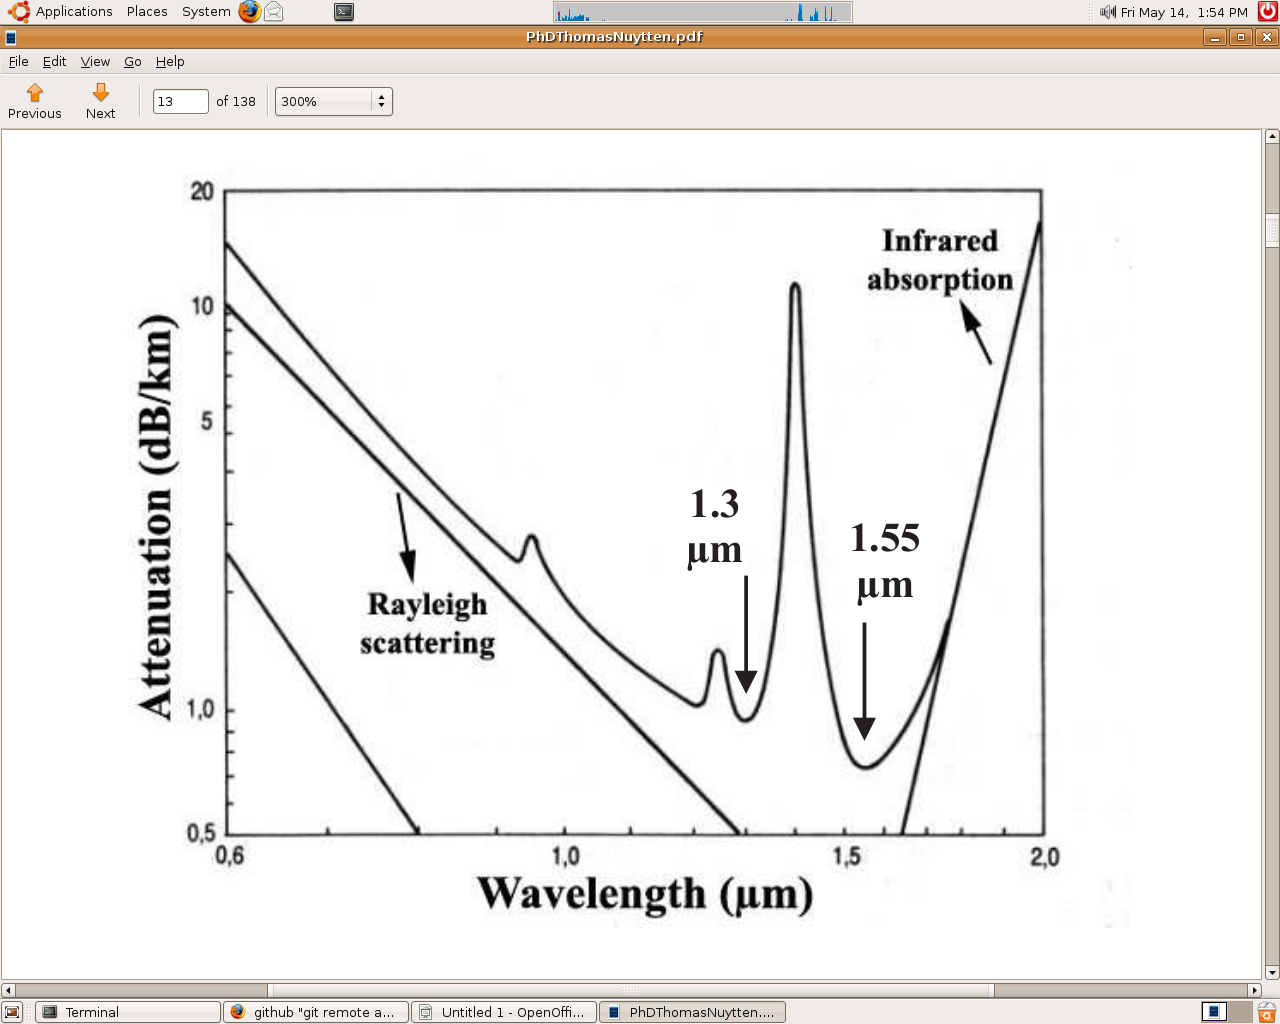 Applications Places System
Fri May 14, 1:54 PM
PhDThomasNuytten.pdf
File Edit View Go Help
Previous Next 13 of 138 300%
20
10
5
1,0
0,5
Attenuation (dB/km)
Infrared
absorption
1.3
µm
1.55
µm
Rayleigh
scattering
0,6 1,0 1,5 2,0
Wavelength (µm)
Terminal
github "git remote a...
Untitled 1 - OpenOffi...
PhDThomasNuytten....